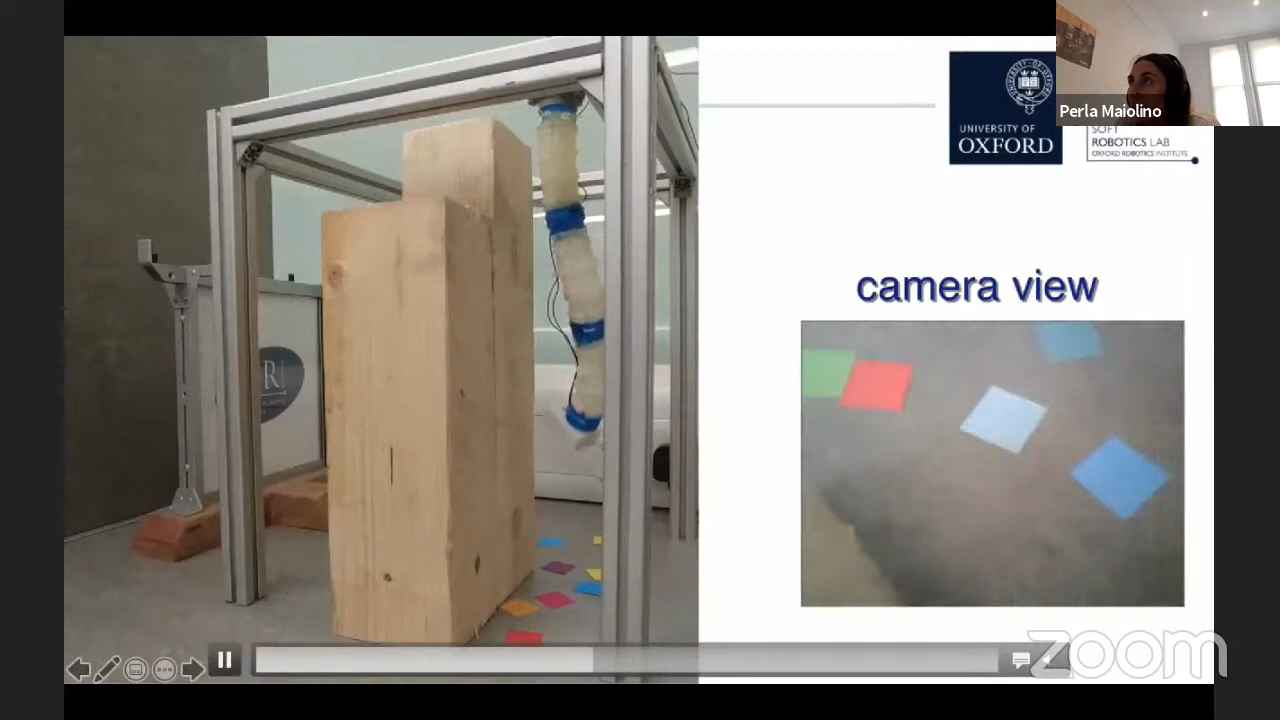 UNIVERSITY OF
OXFORD
Perla Maiolino
SOFT
ROBOTICS LAB
OXFORD ROBOTICS INSTITUTE
camera view
R
zoom